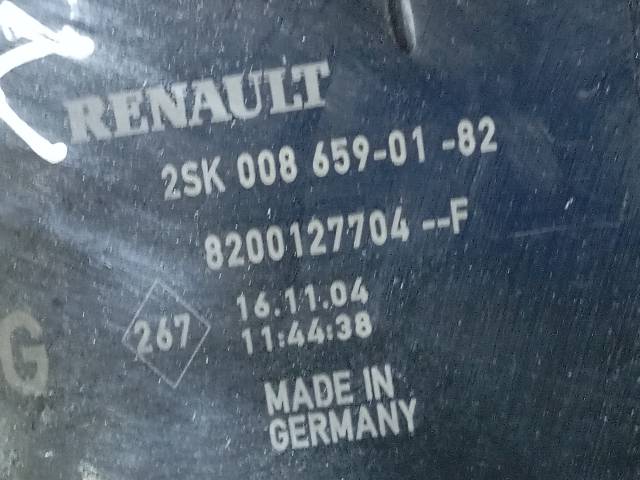 RENAULT
2SK 008 659-01 -82
8200127704 --F
16.11.04
267
11:44:38
G
MADE IN
GERMANY